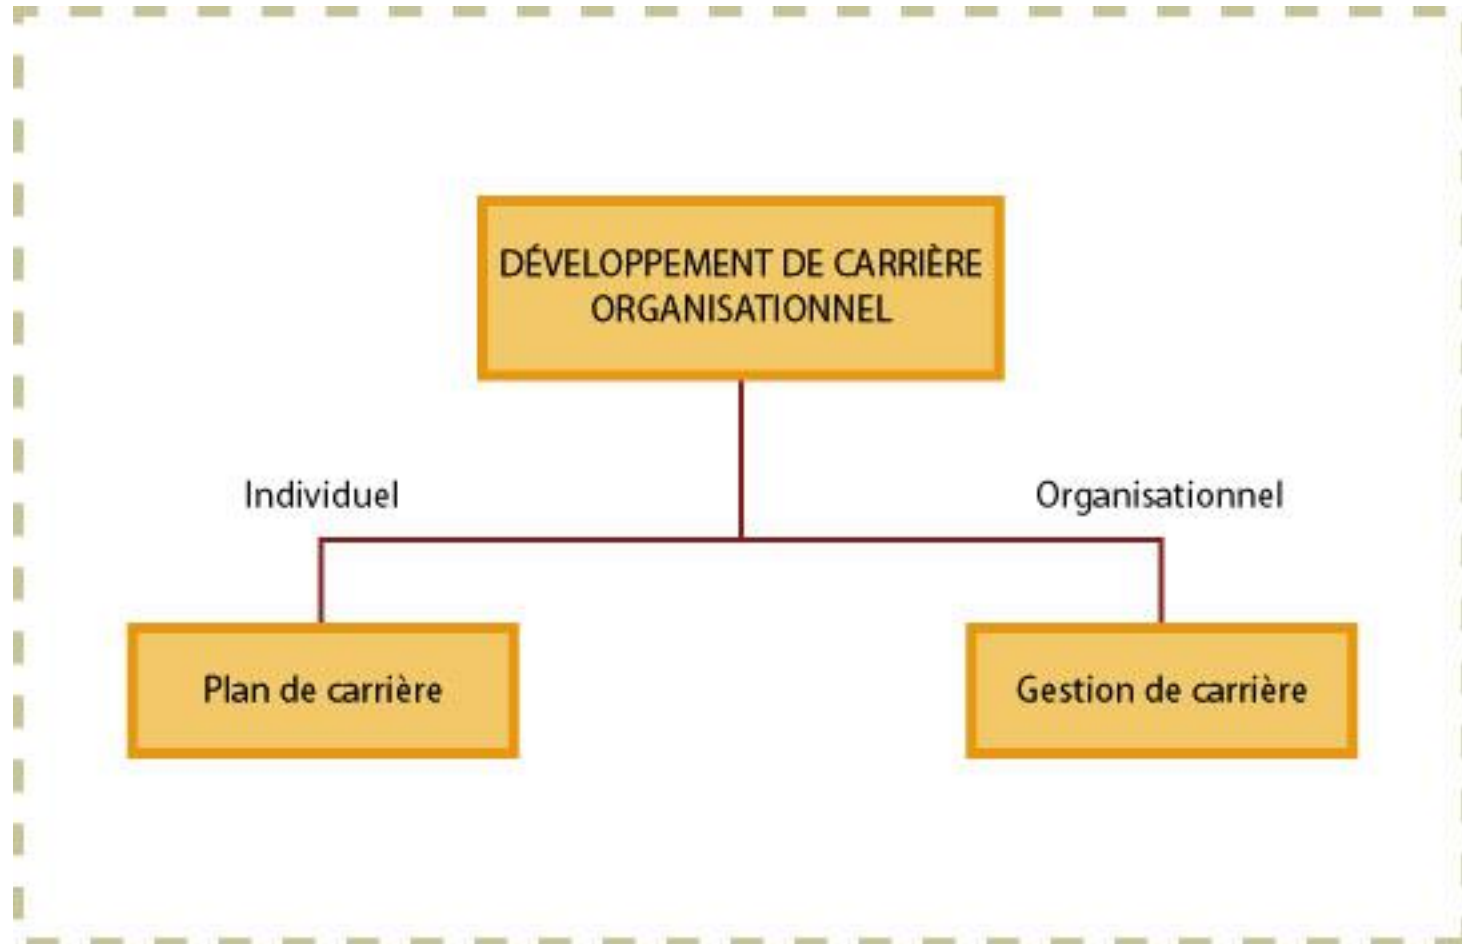 DÉVELOPPEMENT DE CARRIÈRE
ORGANISATIONNEL
Individuel
Organisationnel
Plan de carrière
Gestion de carrière